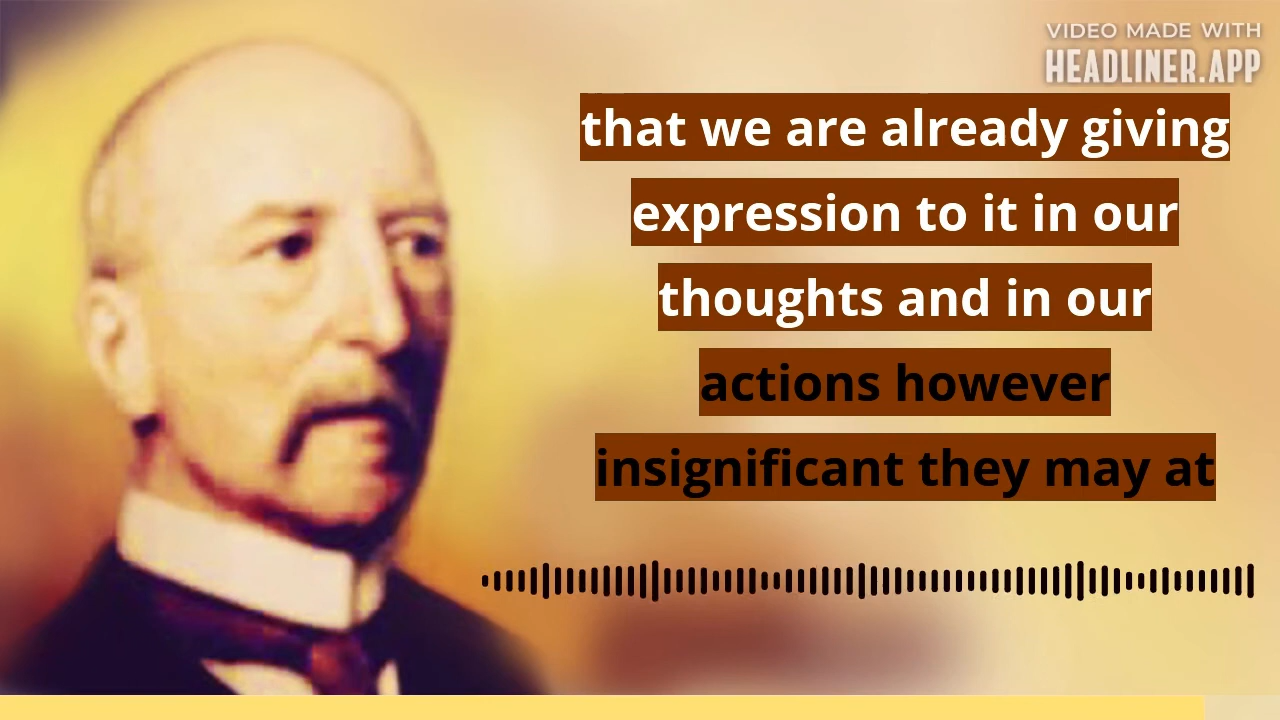 VIDEO MADE WITH
HEADLINER.APP
that we are already giving
expression to it in our
thoughts and in our
actions however
insignificant they may at